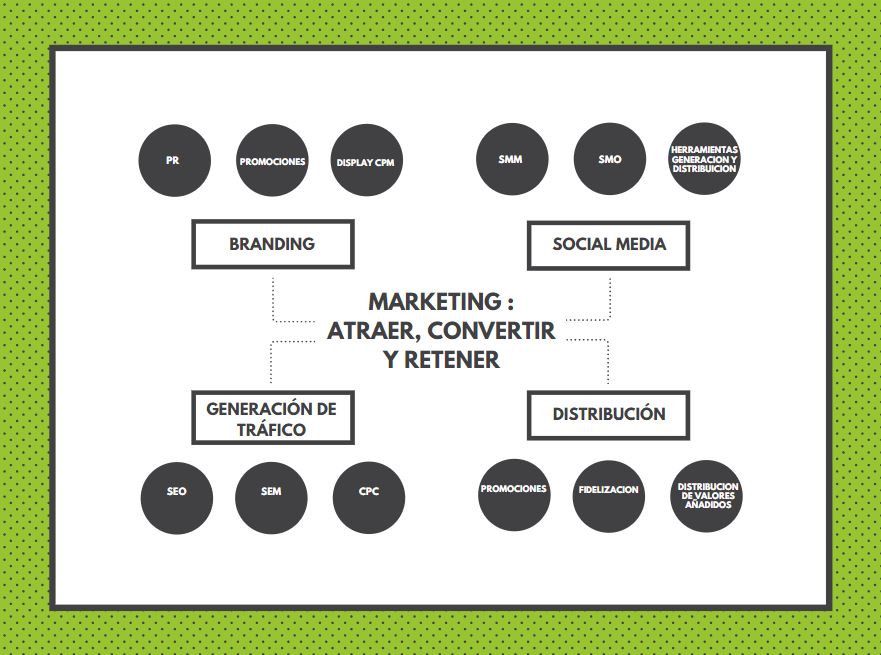 PR
PROMOCIONES
DISPLAY CPM
SMM
SMO
HERRAMIENTAS
GENERACION Y
DISTRIBUICION
BRANDING
SOCIAL MEDIA
MARKETING :
ATRAER, CONVERTIR
Y RETENER
GENERACIÓN DE
TRÁFICO
DISTRIBUCIÓN
SEO
SEM
CPC
PROMOCIONES
FIDELIZACION
DISTRIBUCION
DE VALORES
AÑADIDOS